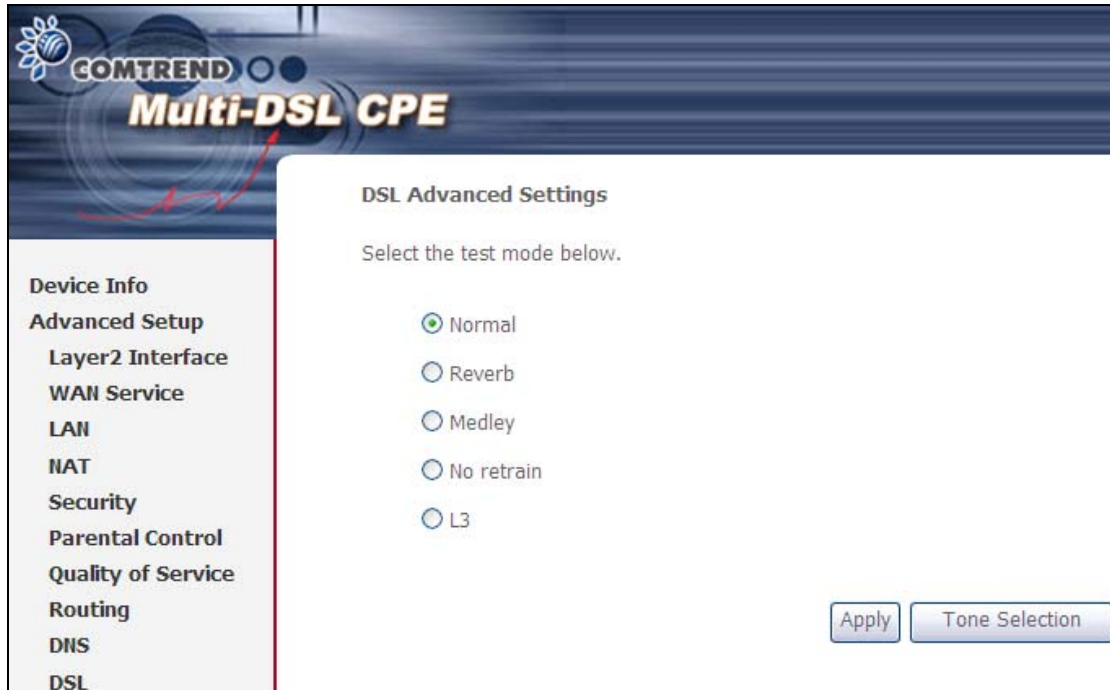 COMTREND
Multi-DSL CPE
DSL Advanced Settings
Select the test mode below.
Device Info
Advanced Setup
Layer2 Interface
WAN Service
LAN
NAT
Security
Parental Control
Quality of Service
Routing
DNS
DSL
Normal
Reverb
Medley
No retrain
L3
Apply
Tone Selection